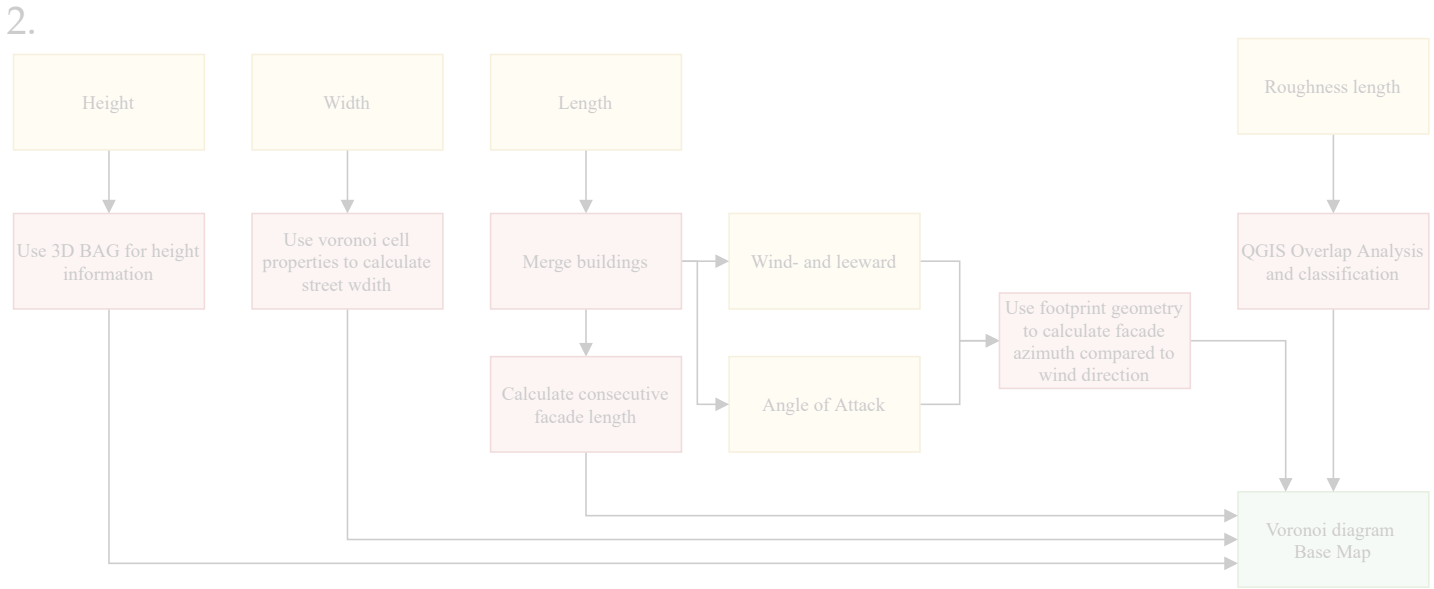 2.
Height
Width
Length
Roughness length
Use 3D BAG for height
information
Use voronoi cell
properties to calculate
street wdith
Merge buildings
Wind- and leeward
QGIS Overlap Analysis
and classification
Use footprint geometry
to calculate facade
azimuth compared to
wind direction
Calculate consecutive
facade length
Angle of Attack
Voronoi diagram
Base Map